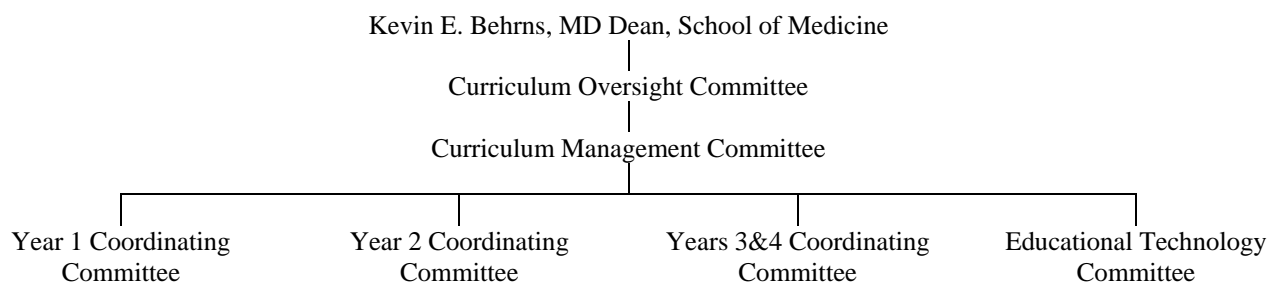 Kevin E. Behrns, MD Dean, School of Medicine
Curriculum Oversight Committee
Curriculum Management Committee
Year 1 Coordinating
Committee
Year 2 Coordinating
Committee
Years 3&4 Coordinating
Committee
Educational Technology
Committee